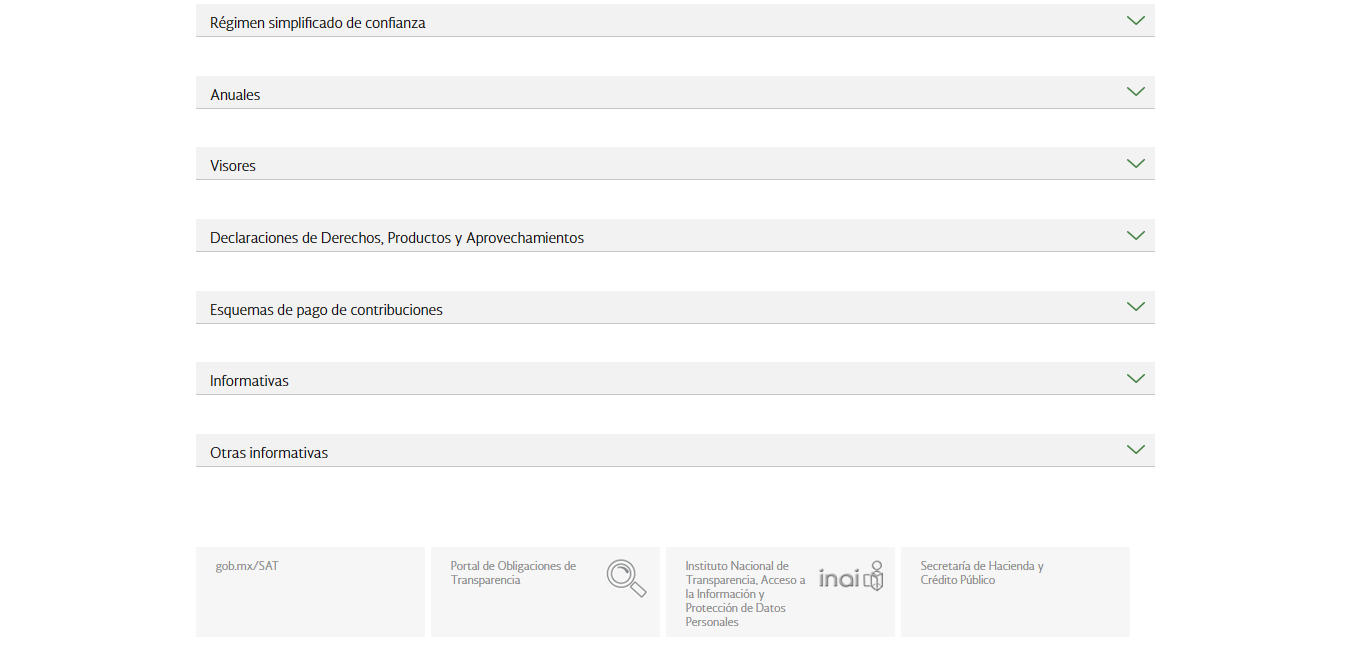 Régimen simplificado de confianza
Anuales
Visores
Declaraciones de Derechos, Productos y Aprovechamientos
Esquemas de pago de contribuciones
Informativas
Otras informativas
gob.mx/SAT
Portal de Obligaciones de
Transparencia
Instituto Nacional de
Transparencia, Acceso a
la Información y
Protección de Datos
Personales
inai
Secretaría de Hacienda y
Crédito Público